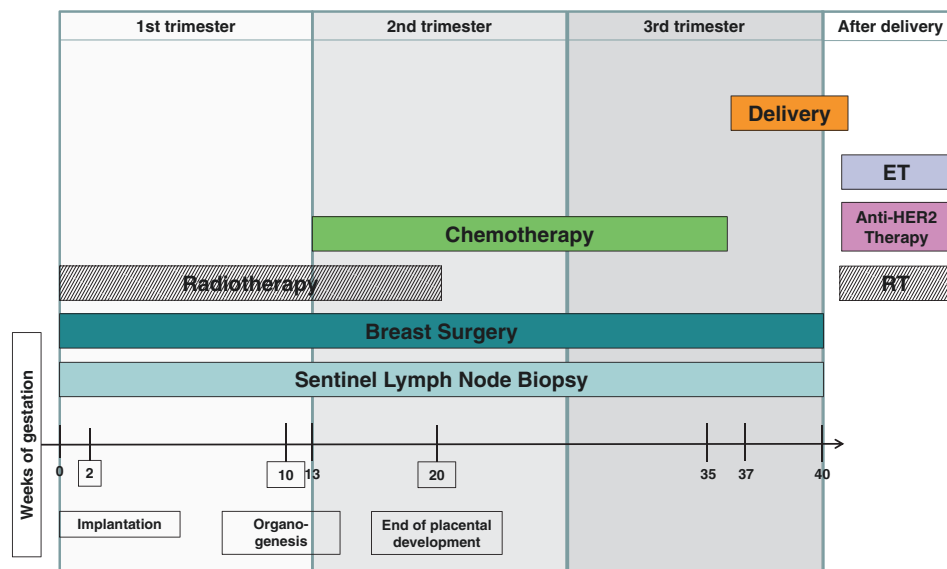 1st trimester
2nd trimester
3rd trimester
After delivery
Delivery
ET
Anti-HER2
Therapy
Chemotherapy
Radiotherapy
RT
Breast Surgery
Sentinel Lymph Node Biopsy
Weeks of gestation
0
2
10
13
20
35
37
40
Implantation
Organo-
genesis
End of placental
development